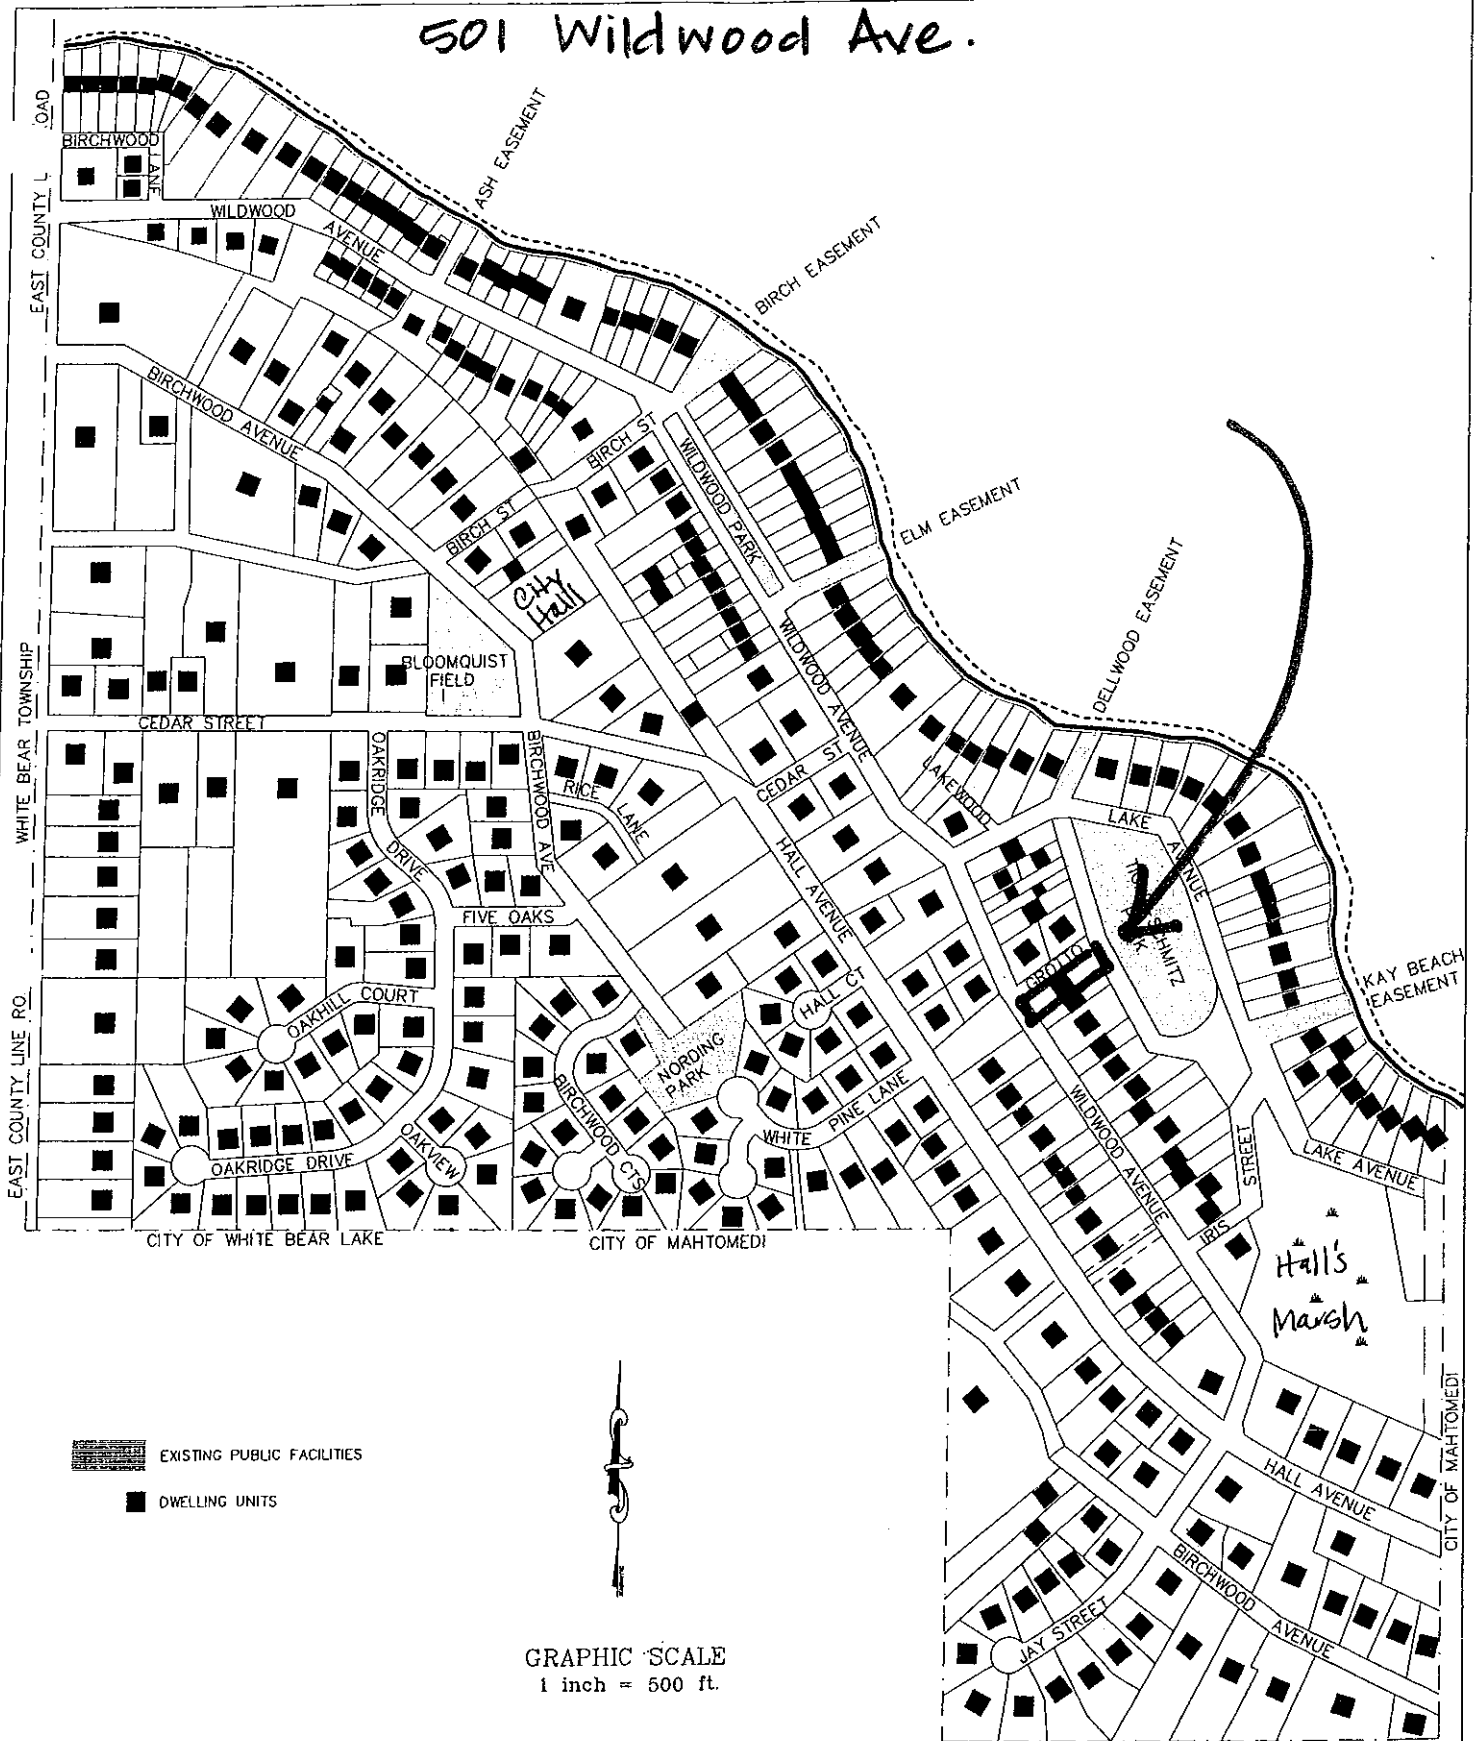 501 Wildwood Ave.
ASH EASEMENT
BIRCHWOOD
LANE
EAST COUNTY L OAD
WILDWOOD
AVENUE
BIRCH EASEMENT
BIRCHWOOD AVENUE
BIRCH ST
WILDWOOD PARK
BIRCH ST
ELM EASEMENT
City
Hall
DELLWOOD EASEMENT
WHITE BEAR TOWNSHIP
BLOOMQUIST
FIELD
WILDWOOD AVENUE
CEDAR STREET
OAKRIDGE
DRIVE
BIRCHWOOD AVE
RICE
LANE
CEDAR ST
LAKEWOOD
LAKE
AVENUE
HALL AVENUE
FIVE OAKS
SCHMITZ
GROTTO
KAY BEACH
EASEMENT
HALL CT
OAKHILL COURT
EAST COUNTY LINE RO
NORDING
PARK
BIRCHWOOD CTS
WHITE PINE LANE
WILDWOOD AVENUE
OAKVIEW
OAKRIDGE DRIVE
STREET
IRIS
LAKE AVENUE
CITY OF WHITE BEAR LAKE
CITY OF MAHTOMEDI
Hall's
Marsh
EXISTING PUBLIC FACILITIES
DWELLING UNITS
CITY OF MAHTOMEDI
HALL AVENUE
BIRCHWOOD
AVENUE
JAY STREET
GRAPHIC SCALE
1 inch = 500 ft.